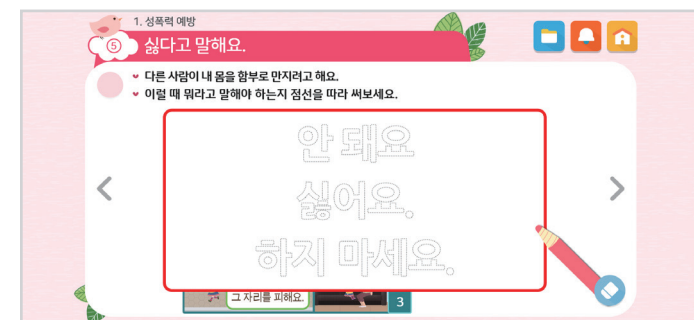 1. 성폭력 예방
5 싫다고 말해요.
다른 사람이 내 몸을 함부로 만지려고 해요.
이럴 때 뭐라고 말해야 하는지 점선을 따라 써보세요.
안 돼요
싫어요.
하지 마세요.
그 자리를 피해요.
3